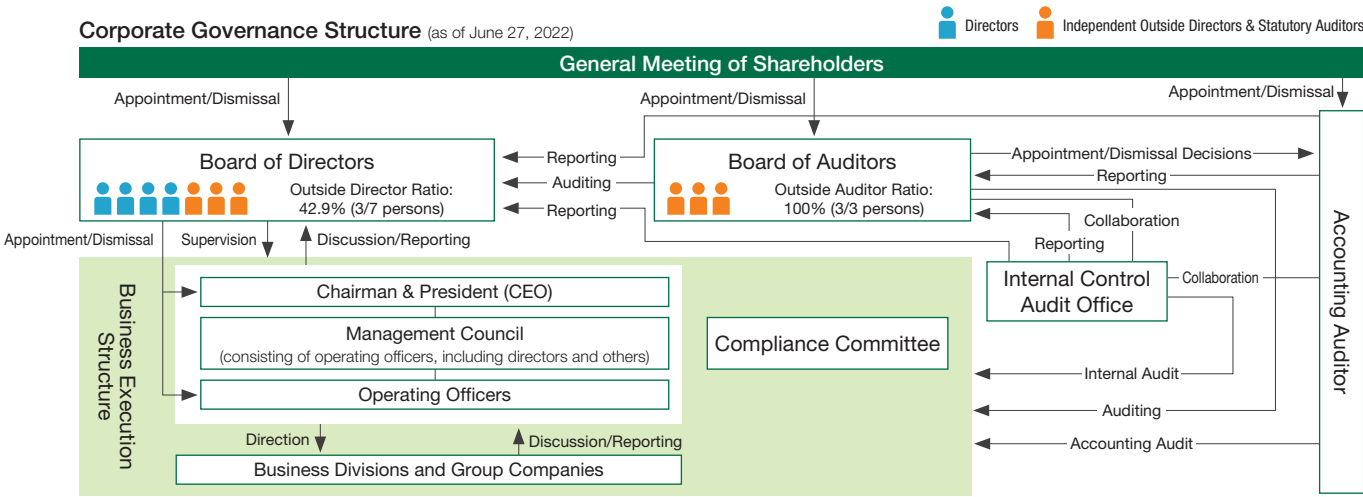 Corporate Governance Structure (as of June 27, 2022)
Directors
Independent Outside Directors & Statutory Auditors
General Meeting of Shareholders
Appointment/Dismissal
Appointment/Dismissal
Appointment/Dismissal
Board of Directors
Outside Director Ratio:
42.9% (3/7 persons)
Reporting
Auditing
Reporting
Board of Auditors
Outside Auditor Ratio:
100% (3/3 persons)
Appointment/Dismissal Decisions
Reporting
Collaboration
Reporting
Accounting Auditor
Appointment/Dismissal
Supervision
Discussion/Reporting
Internal Control
Audit Office
Collaboration
Business Execution
Structure
Chairman & President (CEO)
Management Council
(consisting of operating officers, including directors and others)
Operating Officers
Compliance Committee
Internal Audit
Auditing
Accounting Audit
Direction
Discussion/Reporting
Business Divisions and Group Companies